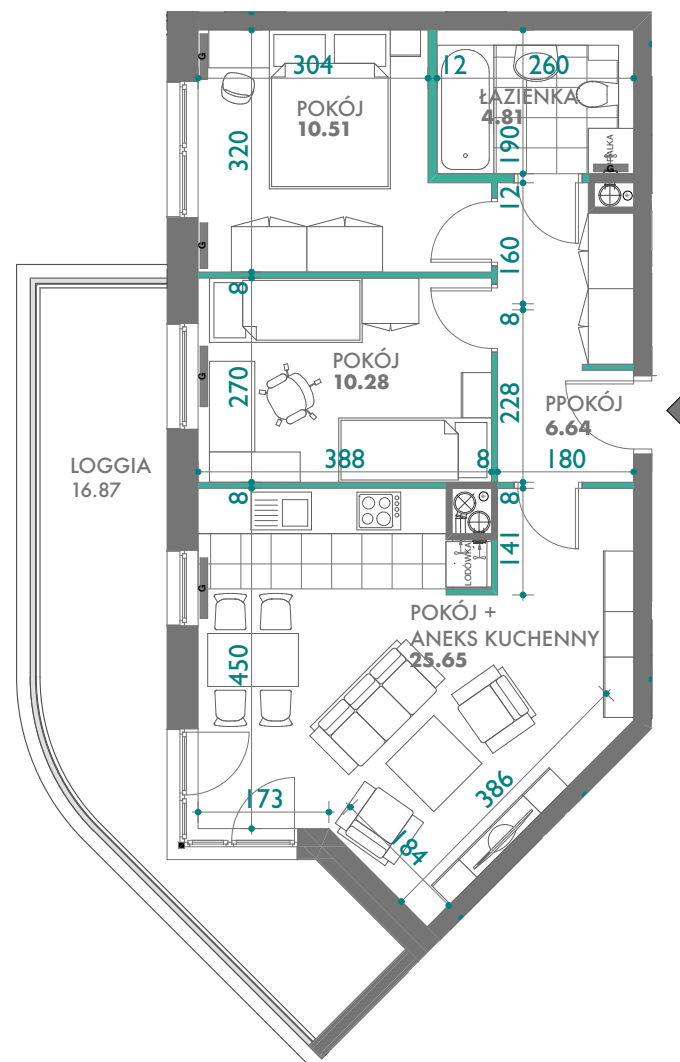 304
12
260
POKÓJ
10.51
ŁAZIENKA
4.81
320
190
PRALKA
G
G
12
160
G
8
8
POKÓJ
10.28
270
G
228
PPOKÓJ
6.64
388
8
180
LOGGIA
16.87
8
8
141
LODÓWKA
G
POKÓJ +
ANEKS KUCHENNY
25.65
450
173
386
184